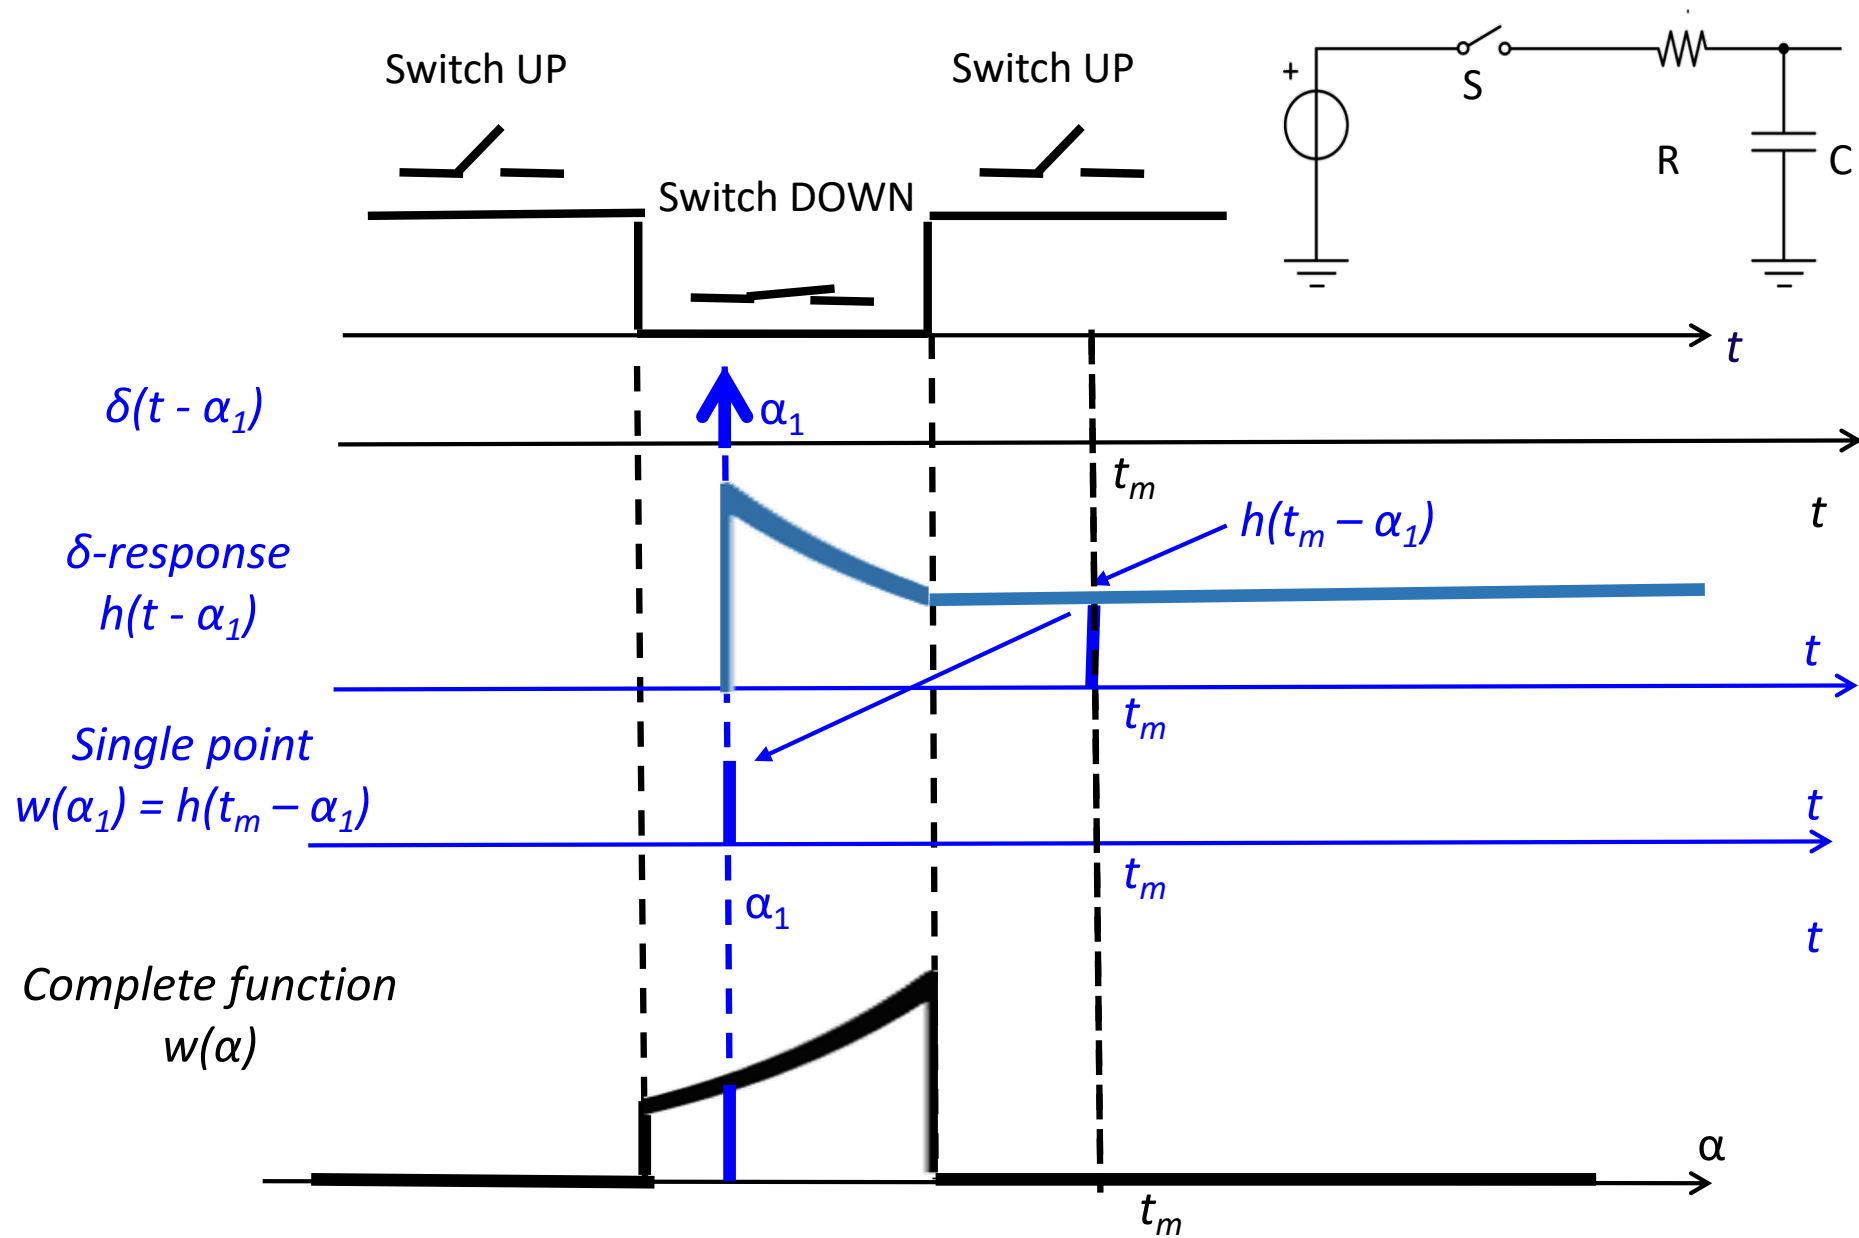 Switch UP
Switch UP
+
S
Switch DOWN
R
C
t
δ(t - α1)
α1
tm
t
h(tm – α1)
δ-response
h(t - α1)
t
tm
Single point
w(α1) = h(tm – α1)
t
tm
α1
t
Complete function
w(α)
α
tm